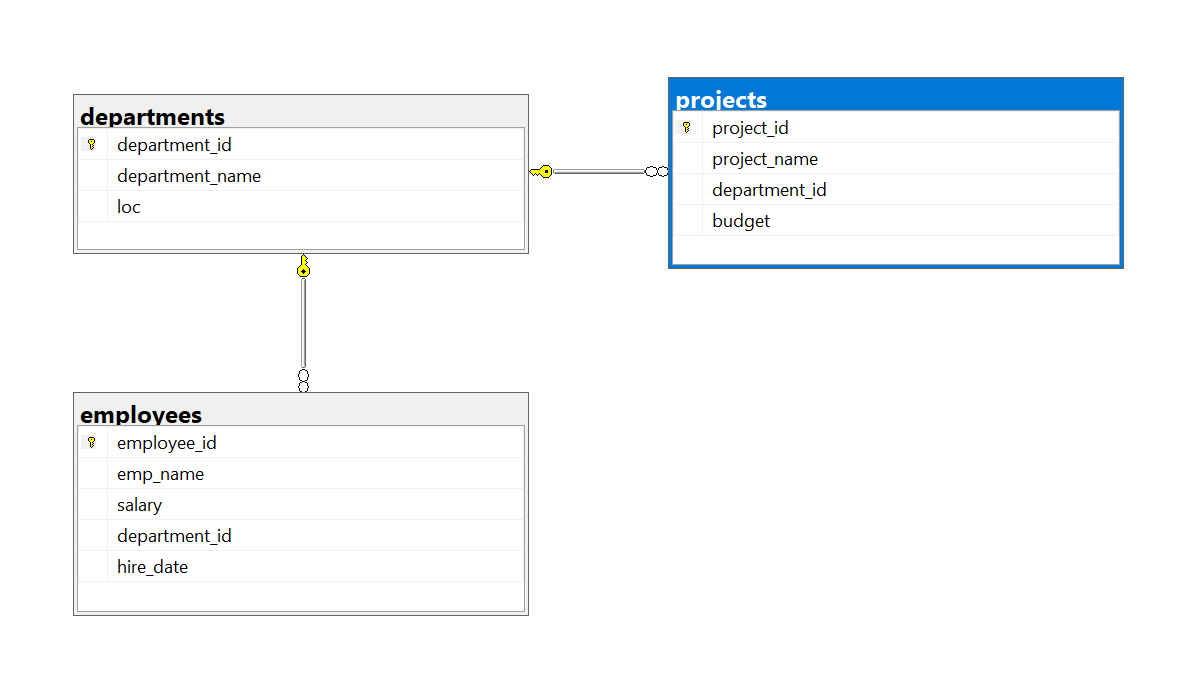 departments
department_id
department_name
loc
projects
project_id
project_name
department_id
budget
employees
employee_id
emp_name
salary
department_id
hire_date